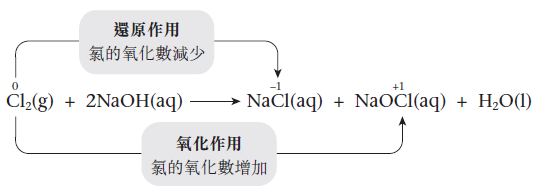 還原作用
氯的氧化數減少
0 -1 +1
Cl₂(g) + 2NaOH(aq) ⟶ NaCl(aq) + NaOCl(aq) + H₂O(l)
氧化作用
氯的氧化數增加